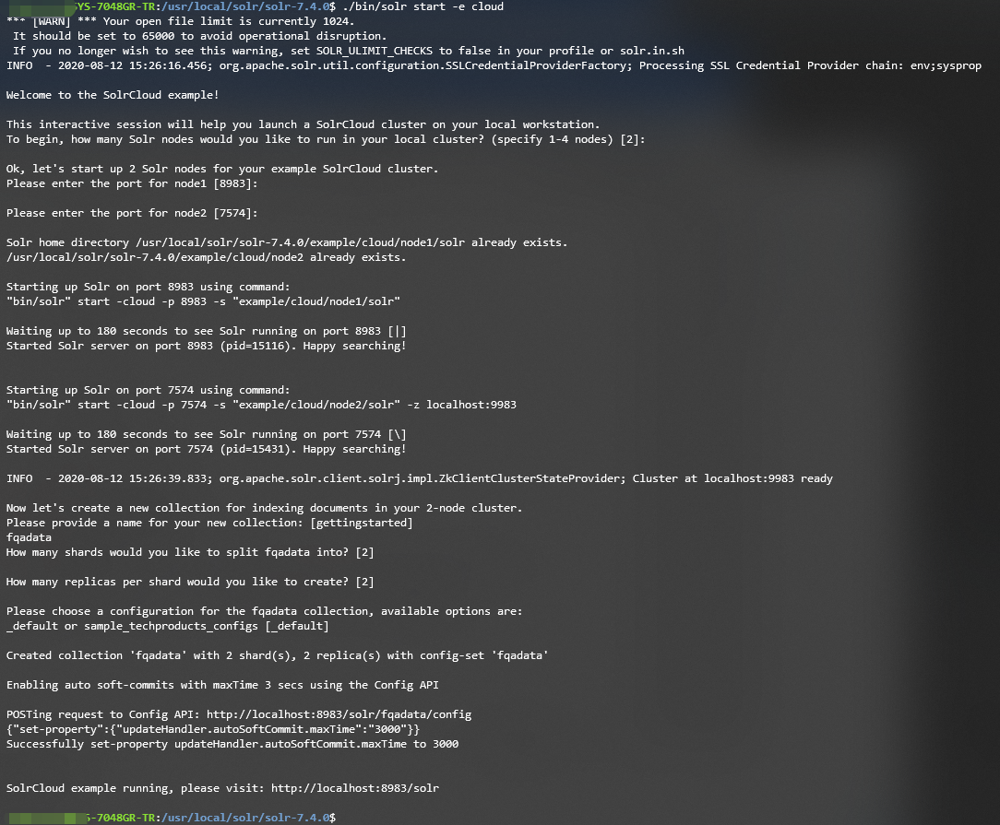 YS-7048GR-TR:/usr/local/solr/solr-7.4.0$ ./bin/solr start -e cloud
*** [WARN] *** Your open file limit is currently 1024.
It should be set to 65000 to avoid operational disruption.
If you no longer wish to see this warning, set SOLR_ULIMIT_CHECKS to false in your profile or solr.in.sh
INFO  - 2020-08-12 15:26:16.456; org.apache.solr.util.configuration.SSLCredentialProviderFactory; Processing SSL Credential Provider chain: env;sysprop
Welcome to the SolrCloud example!
This interactive session will help you launch a SolrCloud cluster on your local workstation.
To begin, how many Solr nodes would you like to run in your local cluster? (specify 1-4 nodes) [2]:
Ok, let's start up 2 Solr nodes for your example SolrCloud cluster.
Please enter the port for node1 [8983]:
Please enter the port for node2 [7574]:
Solr home directory /usr/local/solr/solr-7.4.0/example/cloud/node1/solr already exists.
/usr/local/solr/solr-7.4.0/example/cloud/node2 already exists.
Starting up Solr on port 8983 using command:
"bin/solr" start -cloud -p 8983 -s "example/cloud/node1/solr"
Waiting up to 180 seconds to see Solr running on port 8983 [|]
Started Solr server on port 8983 (pid=15116). Happy searching!
Starting up Solr on port 7574 using command:
"bin/solr" start -cloud -p 7574 -s "example/cloud/node2/solr" -z localhost:9983
Waiting up to 180 seconds to see Solr running on port 7574 [\]
Started Solr server on port 7574 (pid=15431). Happy searching!
INFO  - 2020-08-12 15:26:39.833; org.apache.solr.client.solrj.impl.ZkClientClusterStateProvider; Cluster at localhost:9983 ready
Now let's create a new collection for indexing documents in your 2-node cluster.
Please provide a name for your new collection: [gettingstarted]
fqadata
How many shards would you like to split fqadata into? [2]
How many replicas per shard would you like to create? [2]
Please choose a configuration for the fqadata collection, available options are:
_default or sample_techproducts_configs [_default]
Created collection 'fqadata' with 2 shard(s), 2 replica(s) with config-set 'fqadata'
Enabling auto soft-commits with maxTime 3 secs using the Config API
POSTing request to Config API: http://localhost:8983/solr/fqadata/config
{"set-property":{"updateHandler.autoSoftCommit.maxTime":"3000"}}
Successfully set-property updateHandler.autoSoftCommit.maxTime to 3000
SolrCloud example running, please visit: http://localhost:8983/solr
S-7048GR-TR:/usr/local/solr/solr-7.4.0$